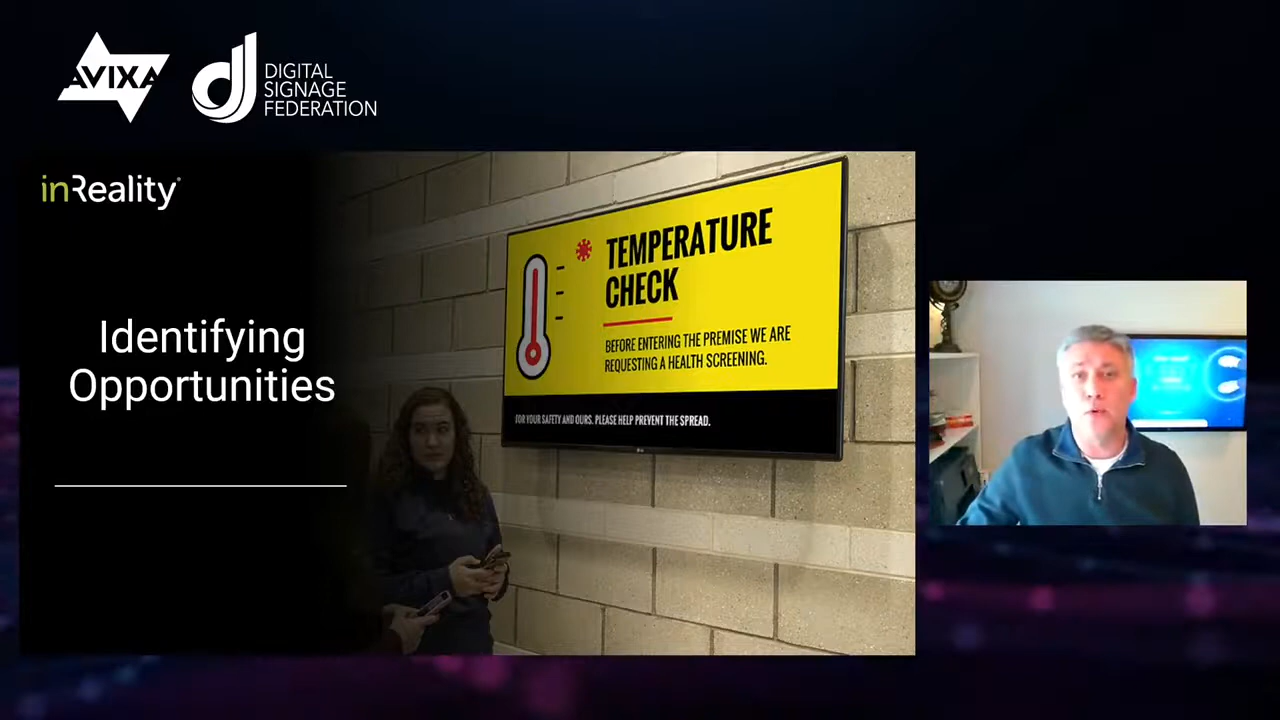 AVIXA
DIGITAL
SIGNAGE
FEDERATION
inReality
Identifying
Opportunities
TEMPERATURE
CHECK
BEFORE ENTERING THE PREMISE WE ARE
REQUESTING A HEALTH SCREENING.
FOR YOUR SAFETY AND OURS. PLEASE HELP PREVENT THE SPREAD.
LG